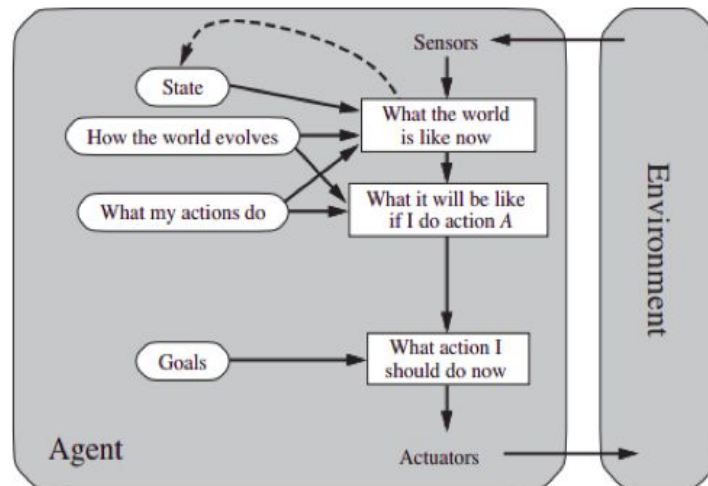 Sensors
State
What the world
is like now
How the world evolves
What my actions do
What it will be like
if I do action A
Goals
What action I
should do now
Agent
Actuators
Environment